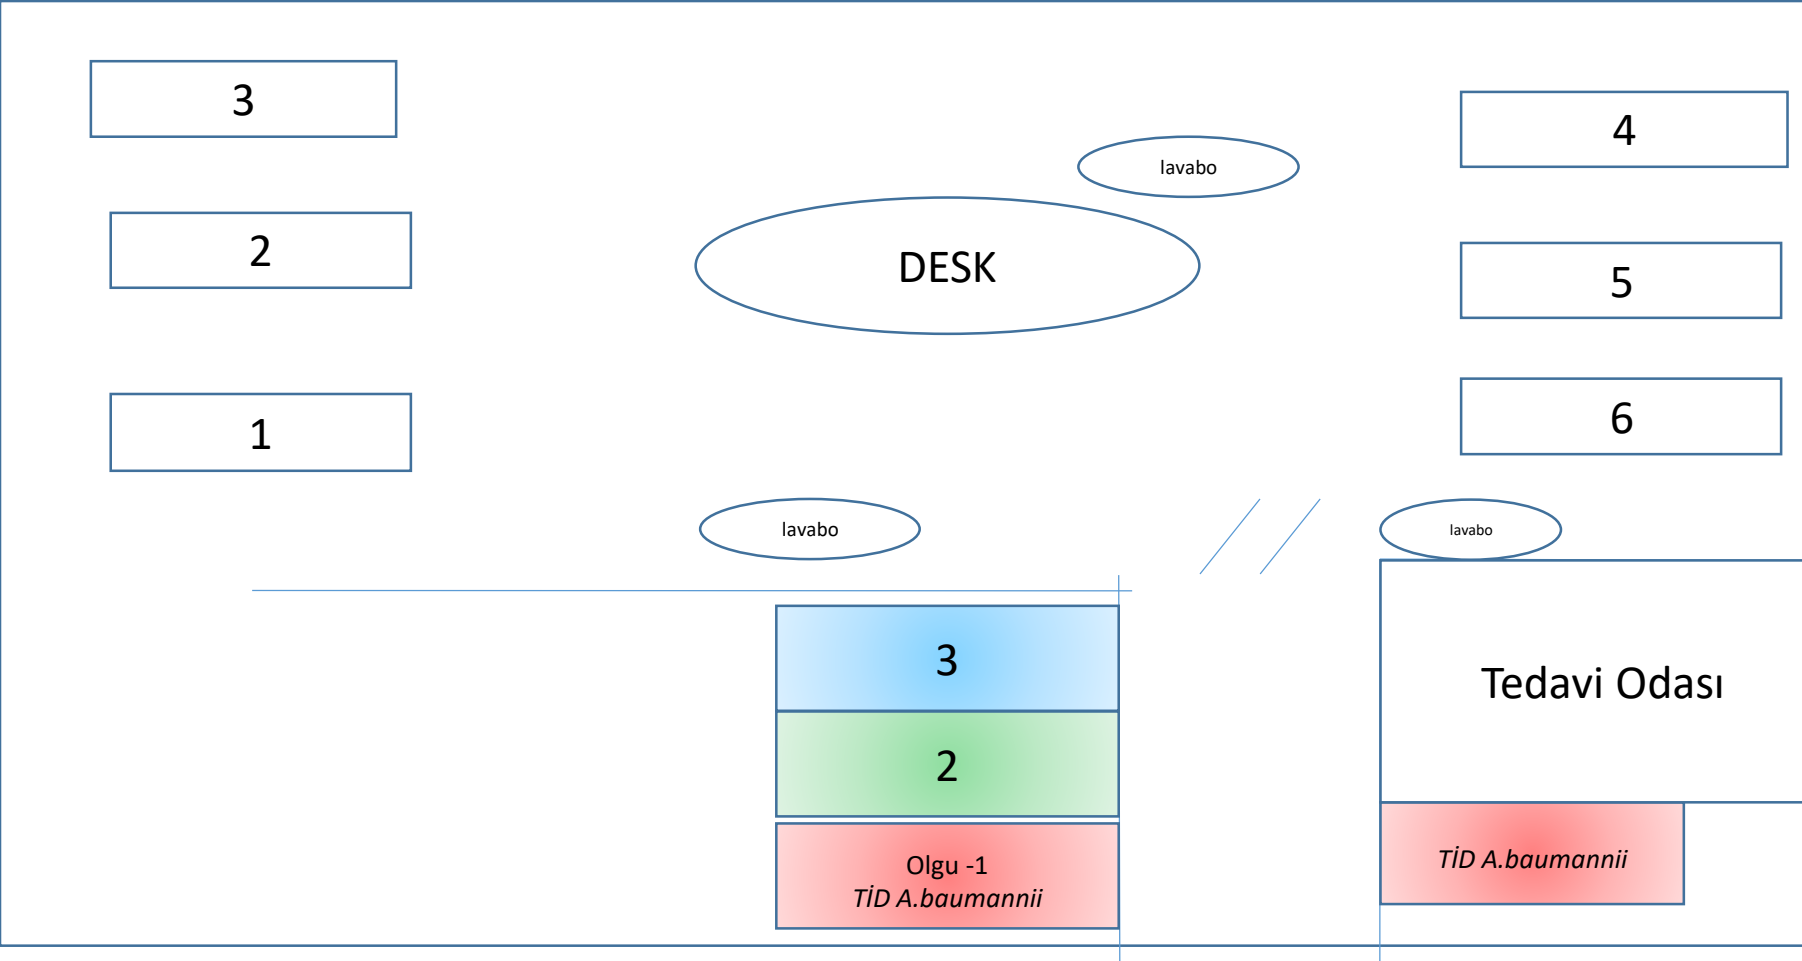 3
4
lavabo
2
DESK
5
1
6
lavabo
lavabo
3
Tedavi Odası
2
Olgu -1
TİD A.baumannii
TİD A.baumannii